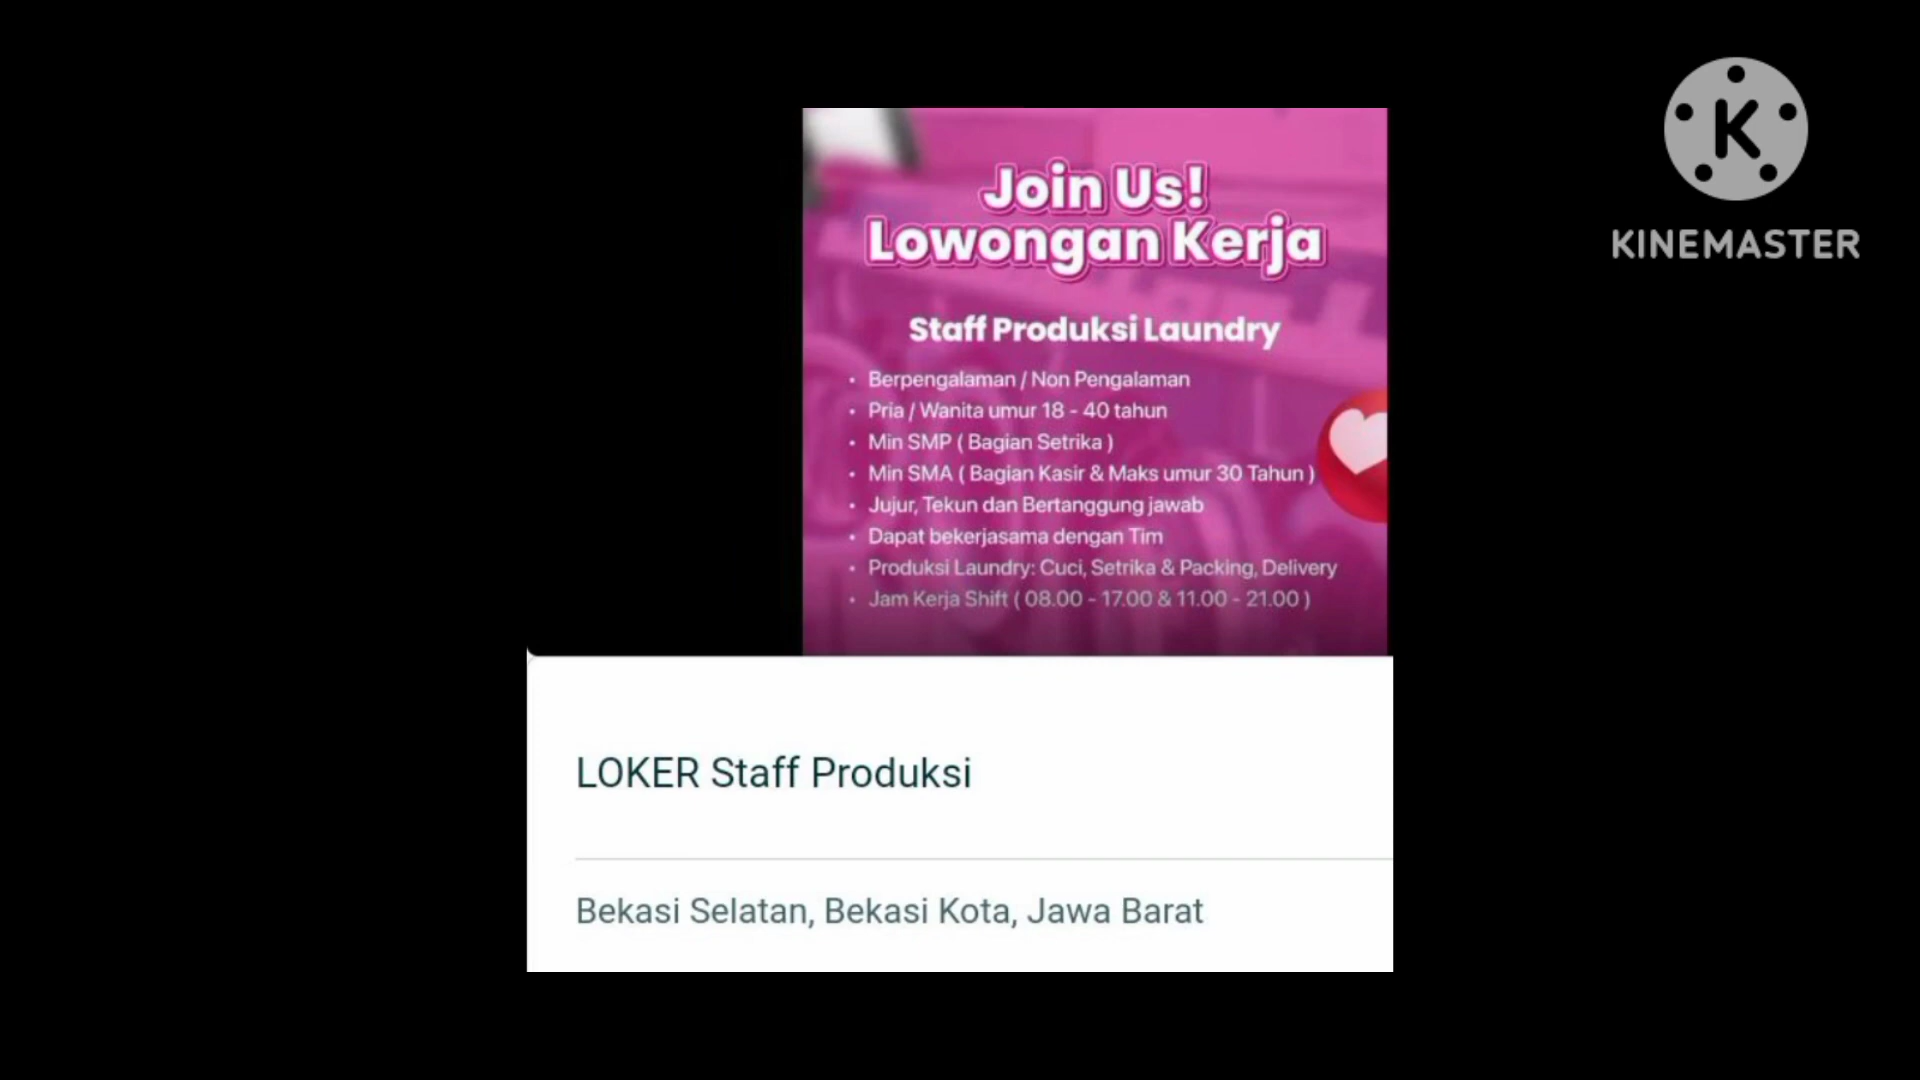 KINEMASTER
Join Us!
Lowongan Kerja
Staff Produksi Laundry
• Berpengalaman / Non Pengalaman
• Pria / Wanita umur 18 - 40 tahun
• Min SMP ( Bagian Setrika )
• Min SMA ( Bagian Kasir & Maks umur 30 Tahun )
• Jujur, Tekun dan Bertanggung jawab
• Dapat bekerjasama dengan Tim
• Produksi Laundry: Cuci, Setrika & Packing, Delivery
• Jam Kerja Shift ( 08.00 - 17.00 & 11.00 - 21.00 )
LOKER Staff Produksi
Bekasi Selatan, Bekasi Kota, Jawa Barat